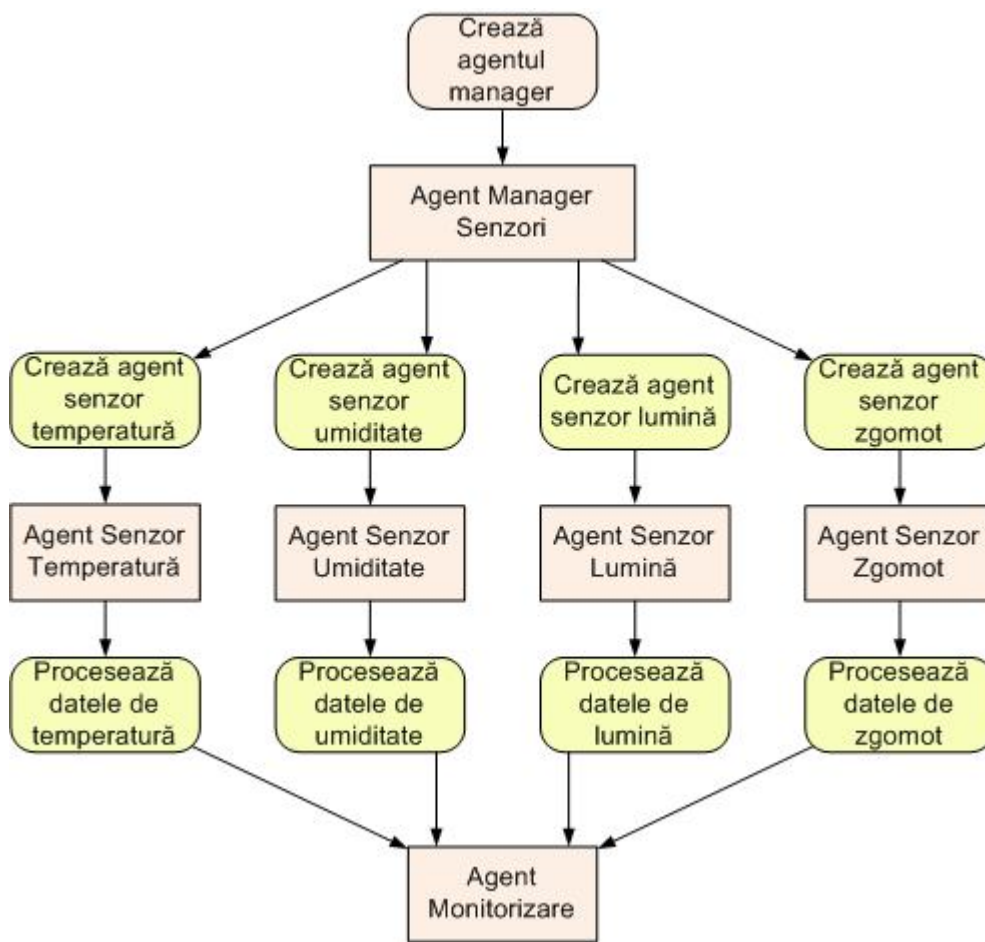 Crează
agentul
manager
Agent Manager
Senzori
Crează agent
senzor
temperatură
Crează agent
senzor
umiditate
Crează agent
senzor lumină
Crează agent
senzor
zgomot
Agent Senzor
Temperatură
Agent Senzor
Umiditate
Agent Senzor
Lumină
Agent Senzor
Zgomot
Procesează
datele de
temperatură
Procesează
datele de
umiditate
Procesează
datele de
lumină
Procesează
datele de
zgomot
Agent
Monitorizare